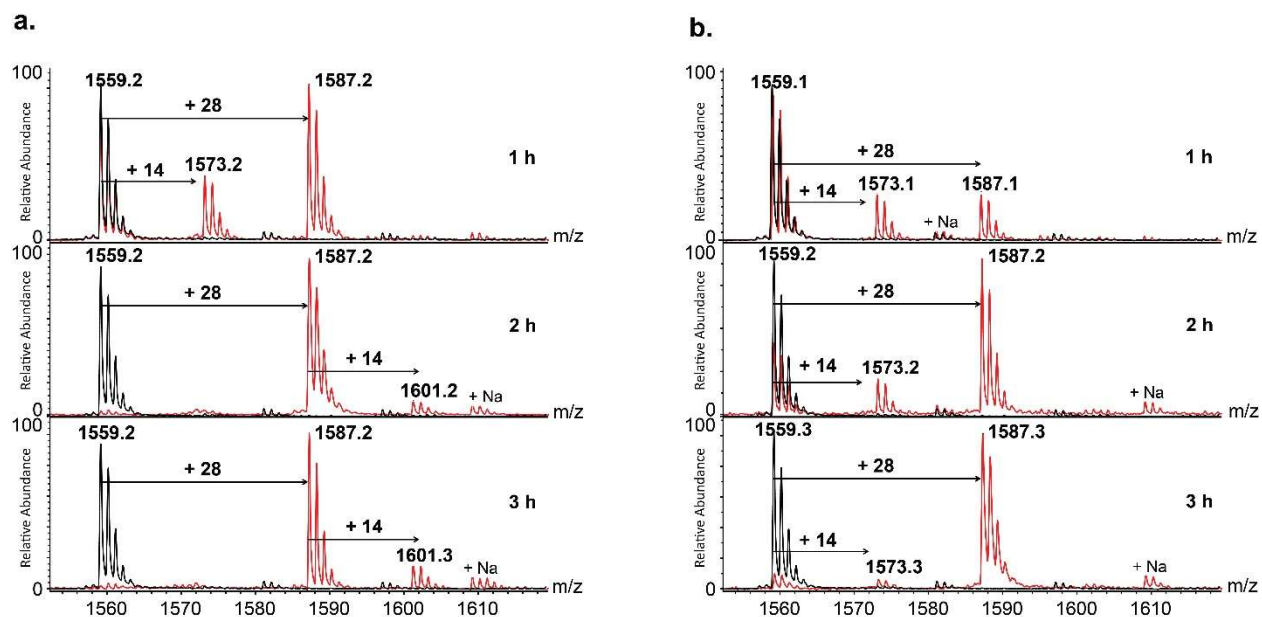 a.
100
1559.2
1587.2
+ 28
+ 14
1573.2
1 h
Relative Abundance
0
m/z
100
1559.2
1587.2
+ 28
2 h
+ 14
1601.2
+ Na
Relative Abundance
0
m/z
100
1559.2
1587.2
+ 28
3 h
+ 14
1601.3
+ Na
Relative Abundance
0
m/z
1560 1570 1580 1590 1600 1610
b.
100
1559.1
+ 28
1 h
1573.1
1587.1
+ 14
+ Na
Relative Abundance
0
m/z
100
1559.2
1587.2
+ 28
2 h
+ 14
1573.2
+ Na
Relative Abundance
0
m/z
100
1559.3
1587.3
+ 28
3 h
+ 14
1573.3
+ Na
Relative Abundance
0
m/z
1560 1570 1580 1590 1600 1610